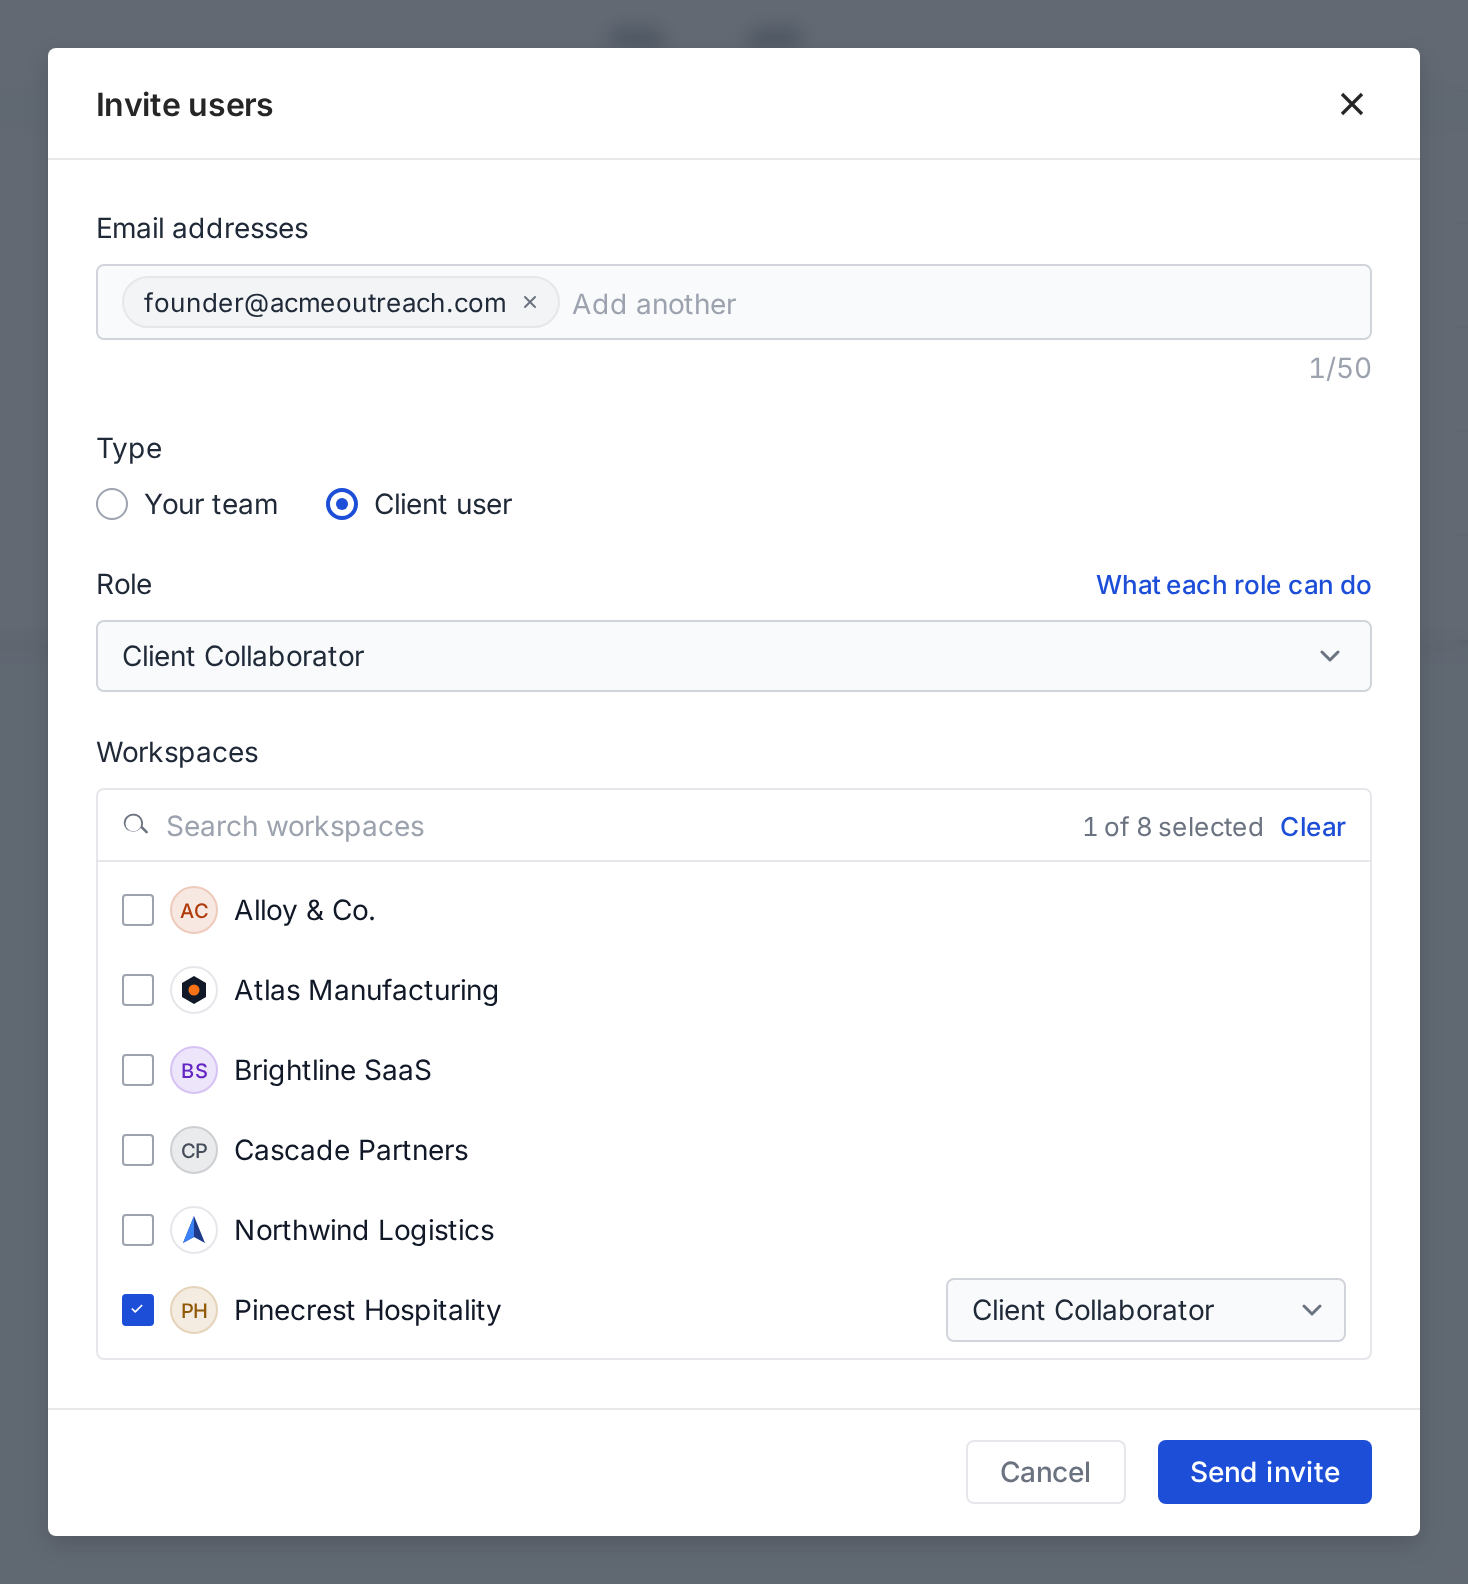 Invite users
Email addresses
founder@acmeoutreach.com Add another
1/50
Type
Your team Client user
Role What each role can do
Client Collaborator
Workspaces
Search workspaces 1 of 8 selected Clear
AC Alloy & Co.
Atlas Manufacturing
BS Brightline SaaS
CP Cascade Partners
Northwind Logistics
PH Pinecrest Hospitality Client Collaborator
Cancel Send invite